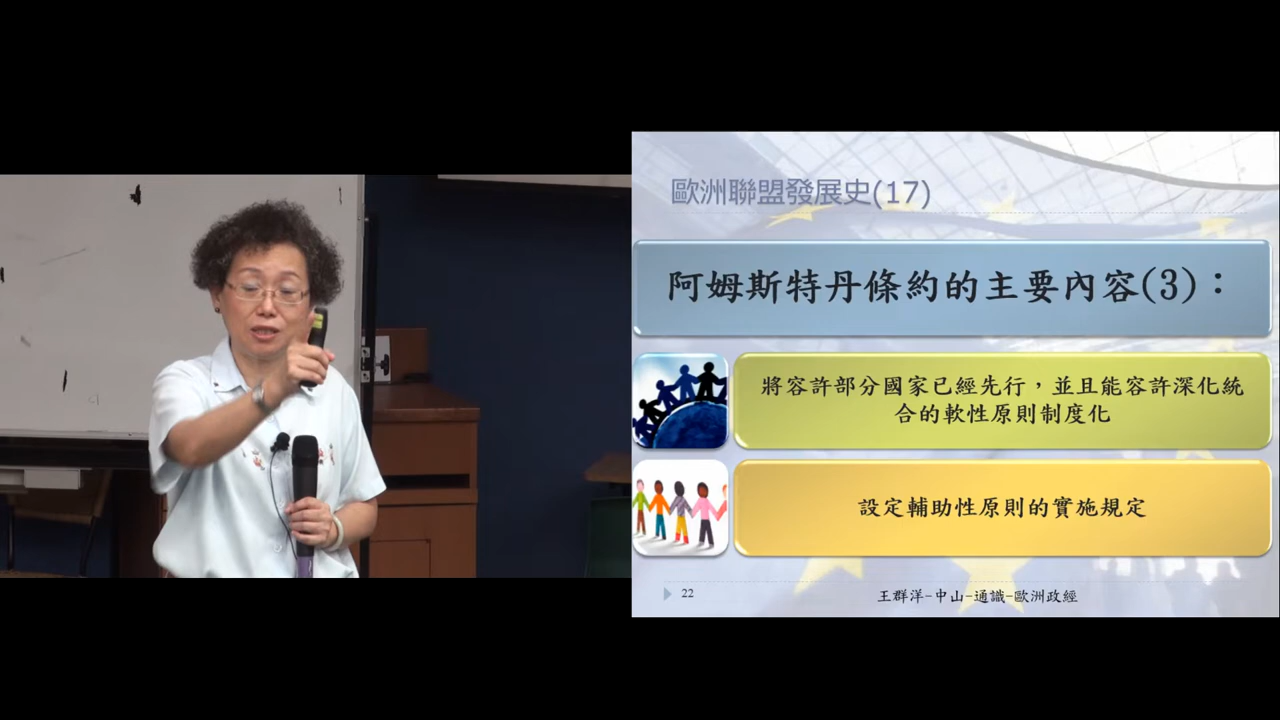 歐洲聯盟發展史(17)
阿姆斯特丹條約的主要內容(3)：
將容許部分國家已經先行，並且能容許深化統
合的軟性原則制度化
設定輔助性原則的實施規定
22
王群洋-中山-通識-歐洲政經